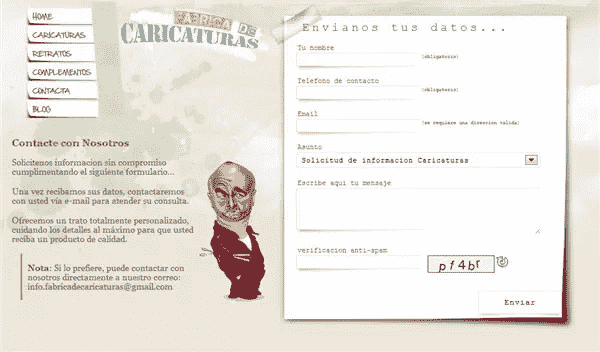 HOME
CARICATURAS
RETRATOS
COMPLEMENTOS
CONTACTA
BLOG
FABRICA DE
CARICATURAS
Contacte con Nosotros
Solicitenos informacion sin compromiso
cumplimentando el siguiente formulario...
Una vez recibamos sus datos, contactaremos
con usted vía e-mail para atender su consulta.
Ofrecemos un trato totalmente personalizado,
cuidando los detalles al máximo para que usted
reciba un producto de calidad.
Nota: Si lo prefiere, puede contactar con
nosotros directamente a nuestro correo:
info.fabricadecaricaturas@gmail.com
Envianos tus datos...
Tu nombre
(obligatorio)
Telefono de contacto
(obligatorio)
Email
(se requiere una direccion valida)
Asunto
Solicitud de informacion Caricaturas
Escribe aqui tu mensaje
verificacion anti-spam
pf4br
Enviar